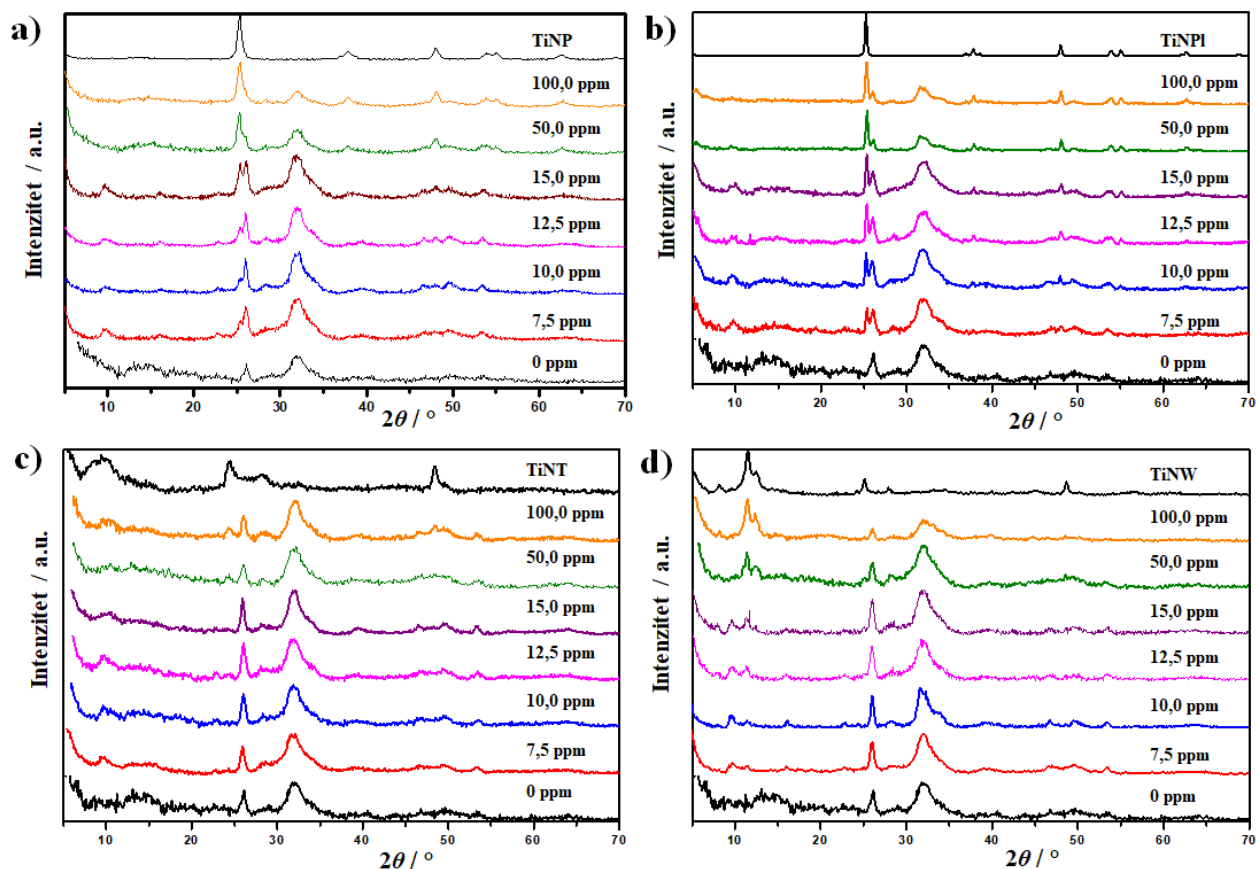 a)
Intenzitet / a.u.
TiNP
100,0 ppm
50,0 ppm
15,0 ppm
12,5 ppm
10,0 ppm
7,5 ppm
0 ppm
10 20 30 40 50 60 70
2θ / °
b)
Intenzitet / a.u.
TiNPl
100,0 ppm
50,0 ppm
15,0 ppm
12,5 ppm
10,0 ppm
7,5 ppm
0 ppm
10 20 30 40 50 60 70
2θ / °
c)
Intenzitet / a.u.
TiNT
100,0 ppm
50,0 ppm
15,0 ppm
12,5 ppm
10,0 ppm
7,5 ppm
0 ppm
10 20 30 40 50 60 70
2θ / °
d)
Intenzitet / a.u.
TiNW
100,0 ppm
50,0 ppm
15,0 ppm
12,5 ppm
10,0 ppm
7,5 ppm
0 ppm
10 20 30 40 50 60 70
2θ / °